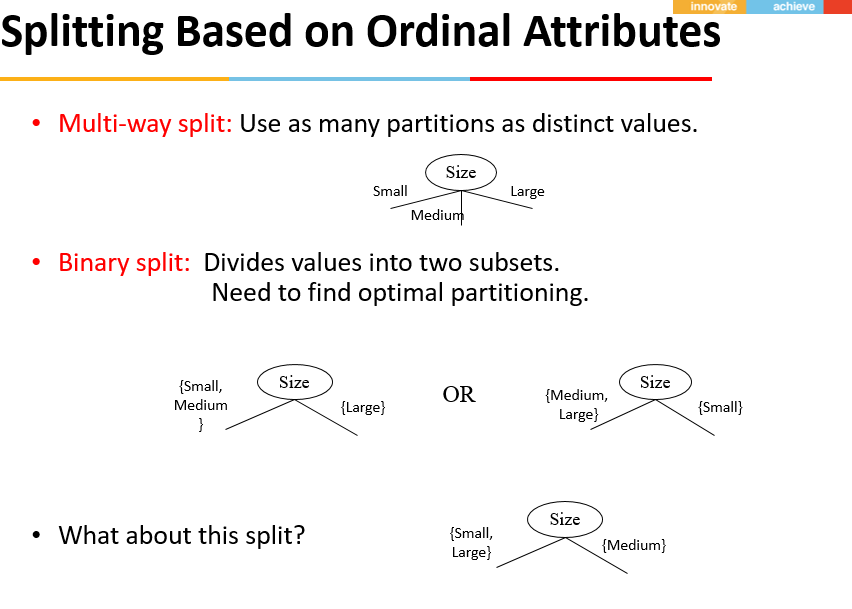 innovate achieve
Splitting Based on Ordinal Attributes
• Multi-way split: Use as many partitions as distinct values.
Size
Small
Large
Medium
• Binary split: Divides values into two subsets.
Need to find optimal partitioning.
{Small,
Medium
}
Size
{Large}
OR
{Medium,
Large}
Size
{Small}
• What about this split?
{Small,
Large}
Size
{Medium}